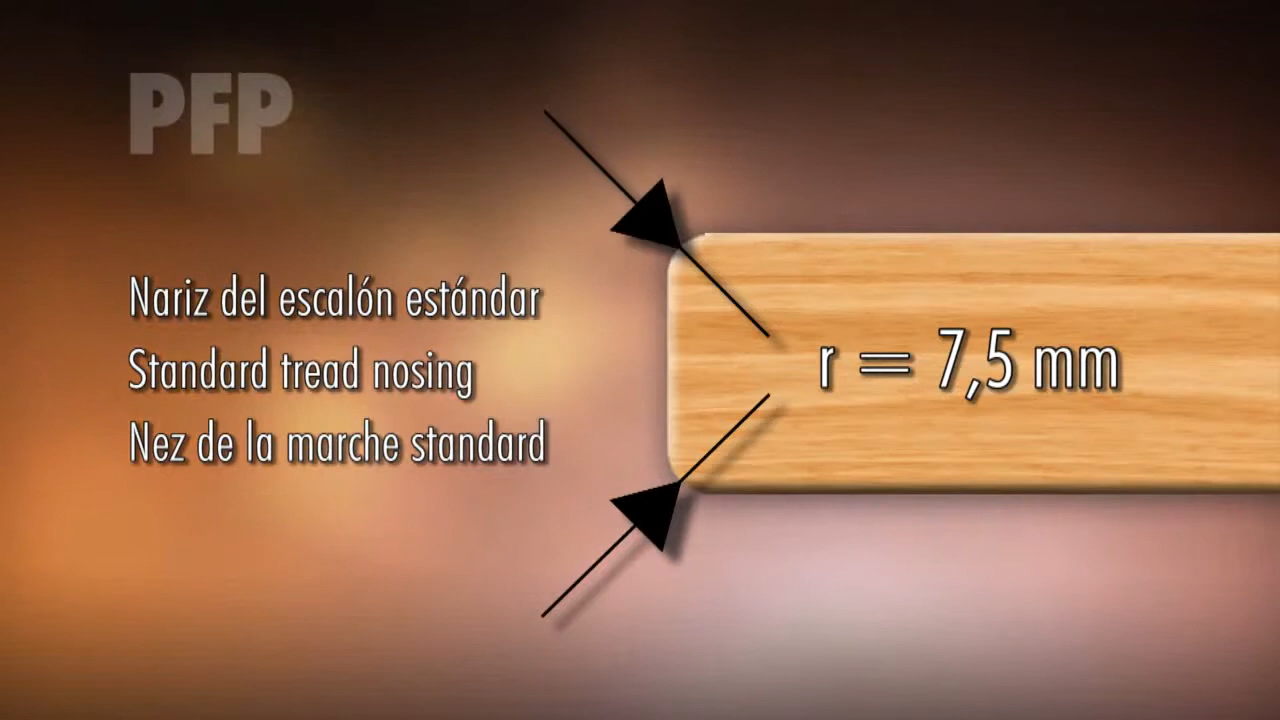 PFP
Nariz del escalón estándar
Standard tread nosing
Nez de la marche standard
r = 7,5 mm